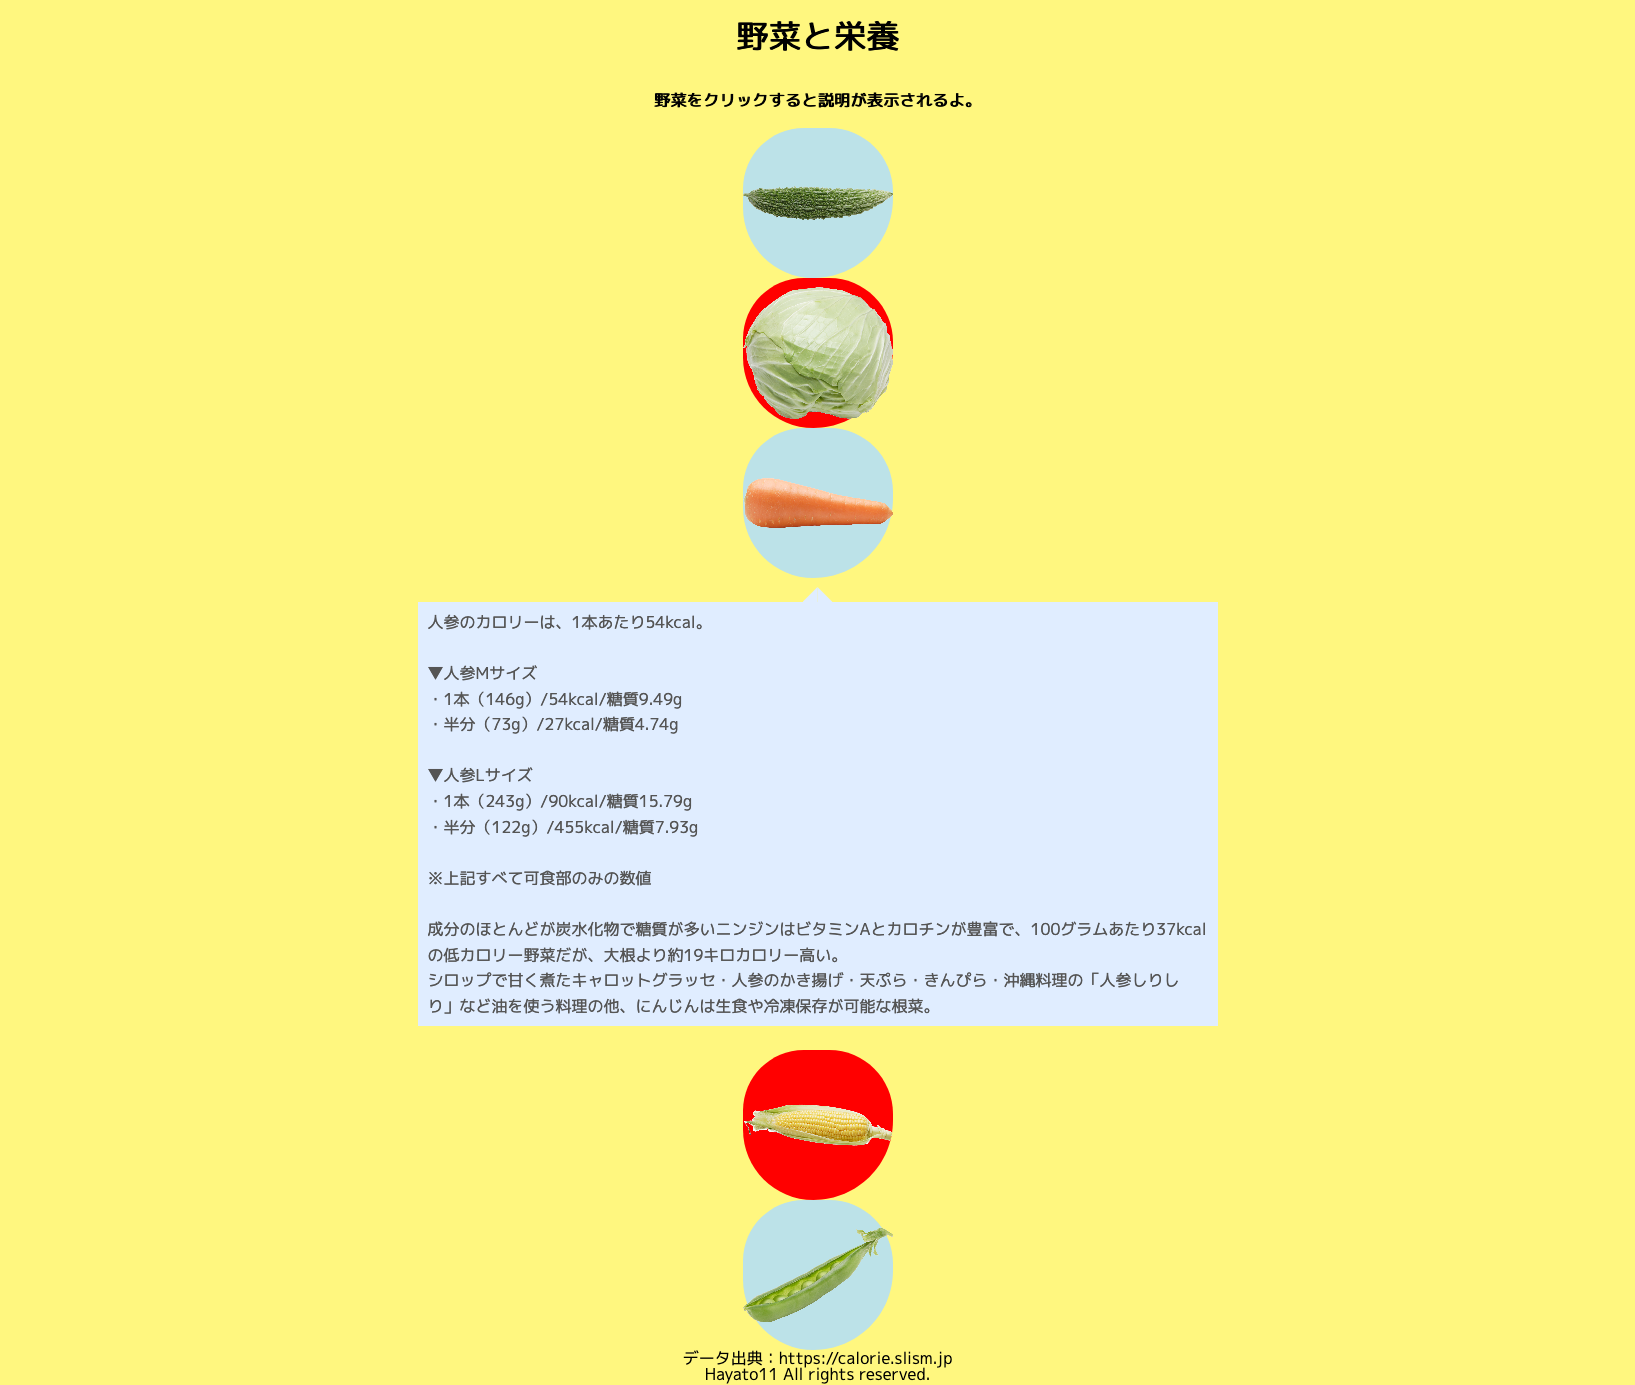 野菜と栄養
野菜をクリックすると説明が表示されるよ。
人参のカロリーは、1本あたり54kcal。
▼人参Mサイズ
・1本（146g）/54kcal/糖質9.49g
・半分（73g）/27kcal/糖質4.74g
▼人参Lサイズ
・1本（243g）/90kcal/糖質15.79g
・半分（122g）/455kcal/糖質7.93g
※上記すべて可食部のみの数値
成分のほとんどが炭水化物で糖質が多いニンジンはビタミンAとカロチンが豊富で、100グラムあたり37kcal
の低カロリー野菜だが、大根より約19キロカロリー高い。
シロップで甘く煮たキャロットグラッセ・人参のかき揚げ・天ぷら・きんぴら・沖縄料理の「人参しりし
り」など油を使う料理の他、にんじんは生食や冷凍保存が可能な根菜。
データ出典：https://calorie.slism.jp
Hayato11 All rights reserved.